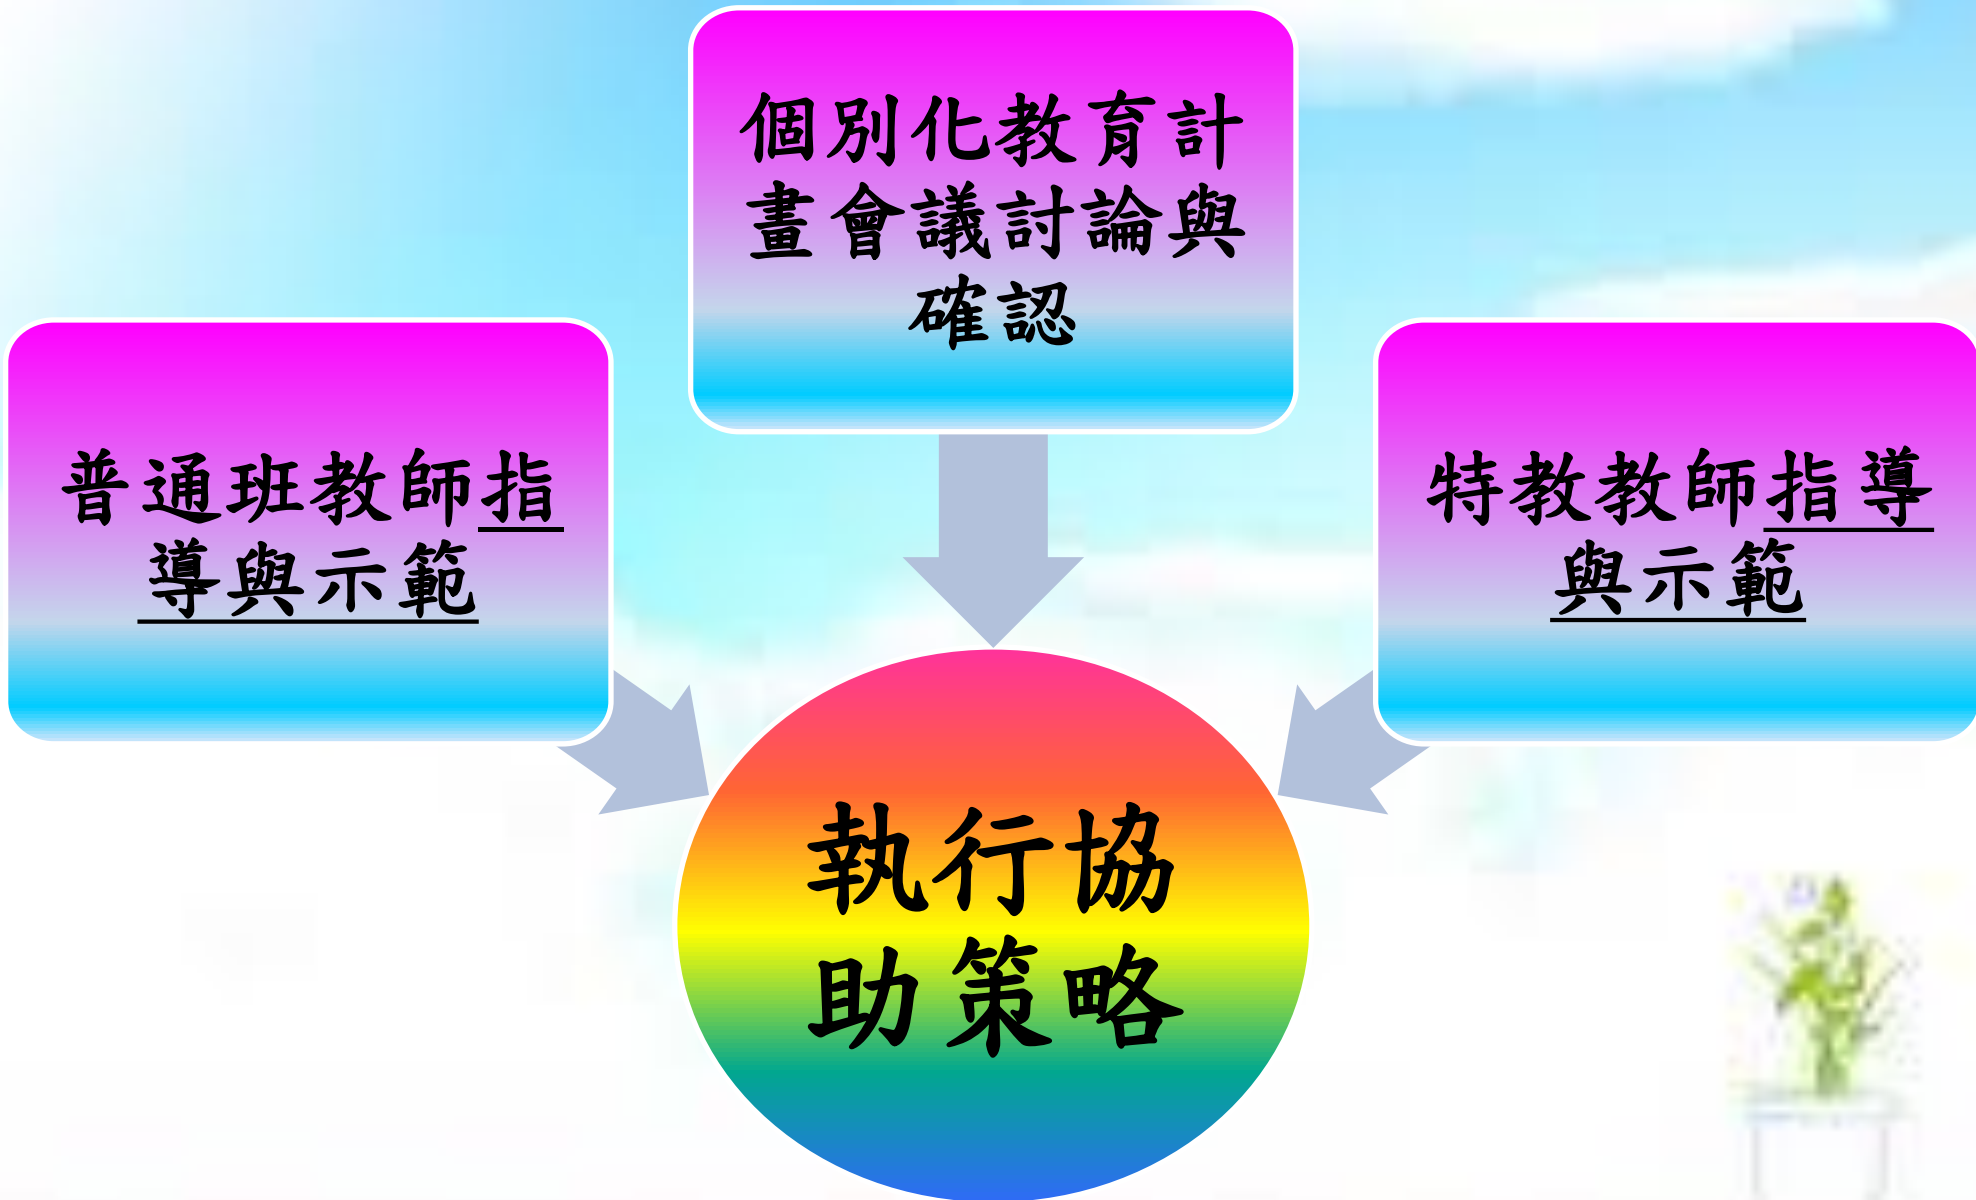 個別化教育計
畫會議討論與
確認
普通班教師指
導與示範
特教教師指導
與示範
執行協
助策略